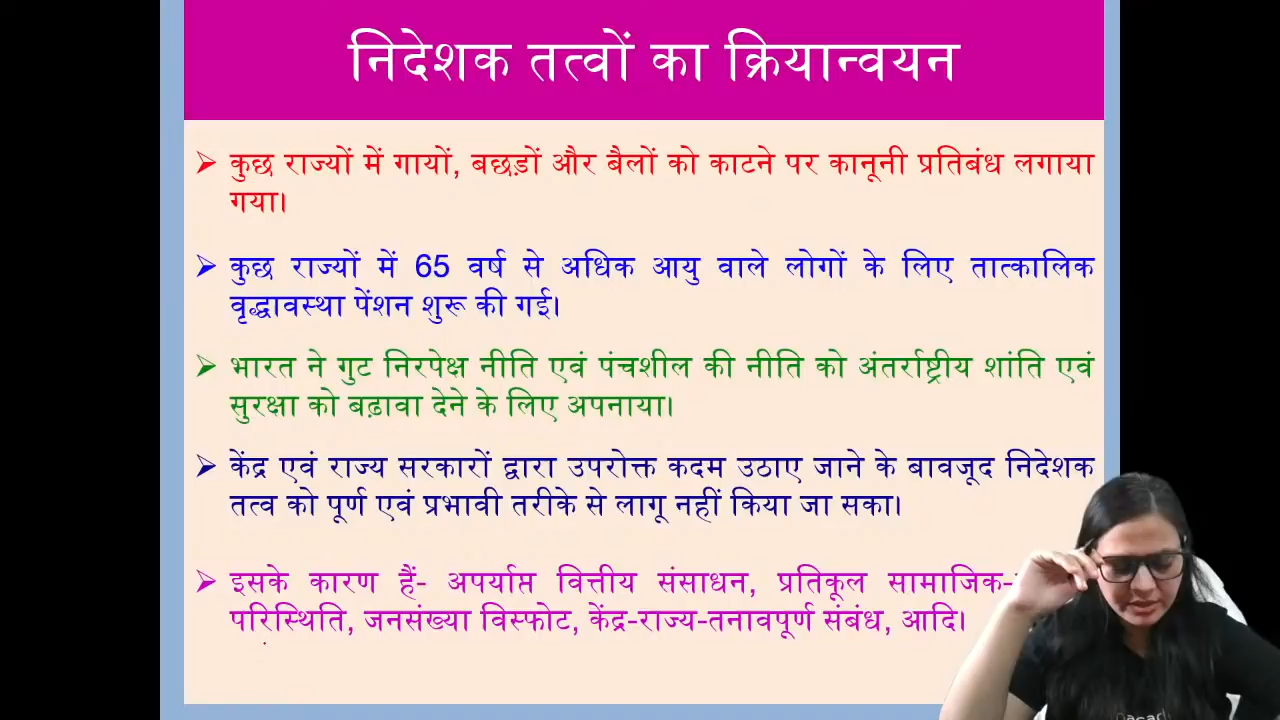 निदेशक तत्वों का क्रियान्वयन
➢ कुछ राज्यों में गायों, बछड़ों और बैलों को काटने पर कानूनी प्रतिबंध लगाया
गया।
➢ कुछ राज्यों में 65 वर्ष से अधिक आयु वाले लोगों के लिए तात्कालिक
वृद्धावस्था पेंशन शुरू की गई।
➢ भारत ने गुट निरपेक्ष नीति एवं पंचशील की नीति को अंतर्राष्ट्रीय शांति एवं
सुरक्षा को बढ़ावा देने के लिए अपनाया।
➢ केंद्र एवं राज्य सरकारों द्वारा उपरोक्त कदम उठाए जाने के बावजूद निदेशक
तत्व को पूर्ण एवं प्रभावी तरीके से लागू नहीं किया जा सका।
➢ इसके कारण हैं- अपर्याप्त वित्तीय संसाधन, प्रतिकूल सामाजिक-
परिस्थिति, जनसंख्या विस्फोट, केंद्र-राज्य-तनावपूर्ण संबंध, आदि।